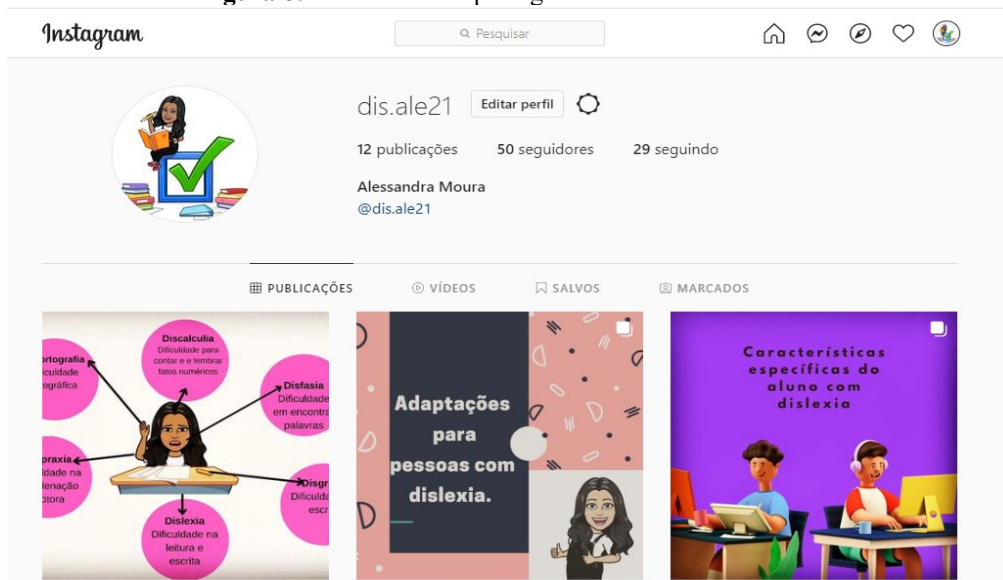 Instagram
Pesquisar
dis.ale21 Editar perfil
12 publicações 50 seguidores 29 seguindo
Alessandra Moura
@dis.ale21
PUBLICAÇÕES VÍDEOS SALVOS MARCADOS
Discalculia
Dificuldade para
contar e e lembrar
fatos numéricos
Disfasia
Dificuldade
em encontra
palavras
Dislexia
Dificuldade na
leitura e
escrita
Adaptações
para
pessoas com
dislexia.
Características
específicas do
aluno com
dislexia